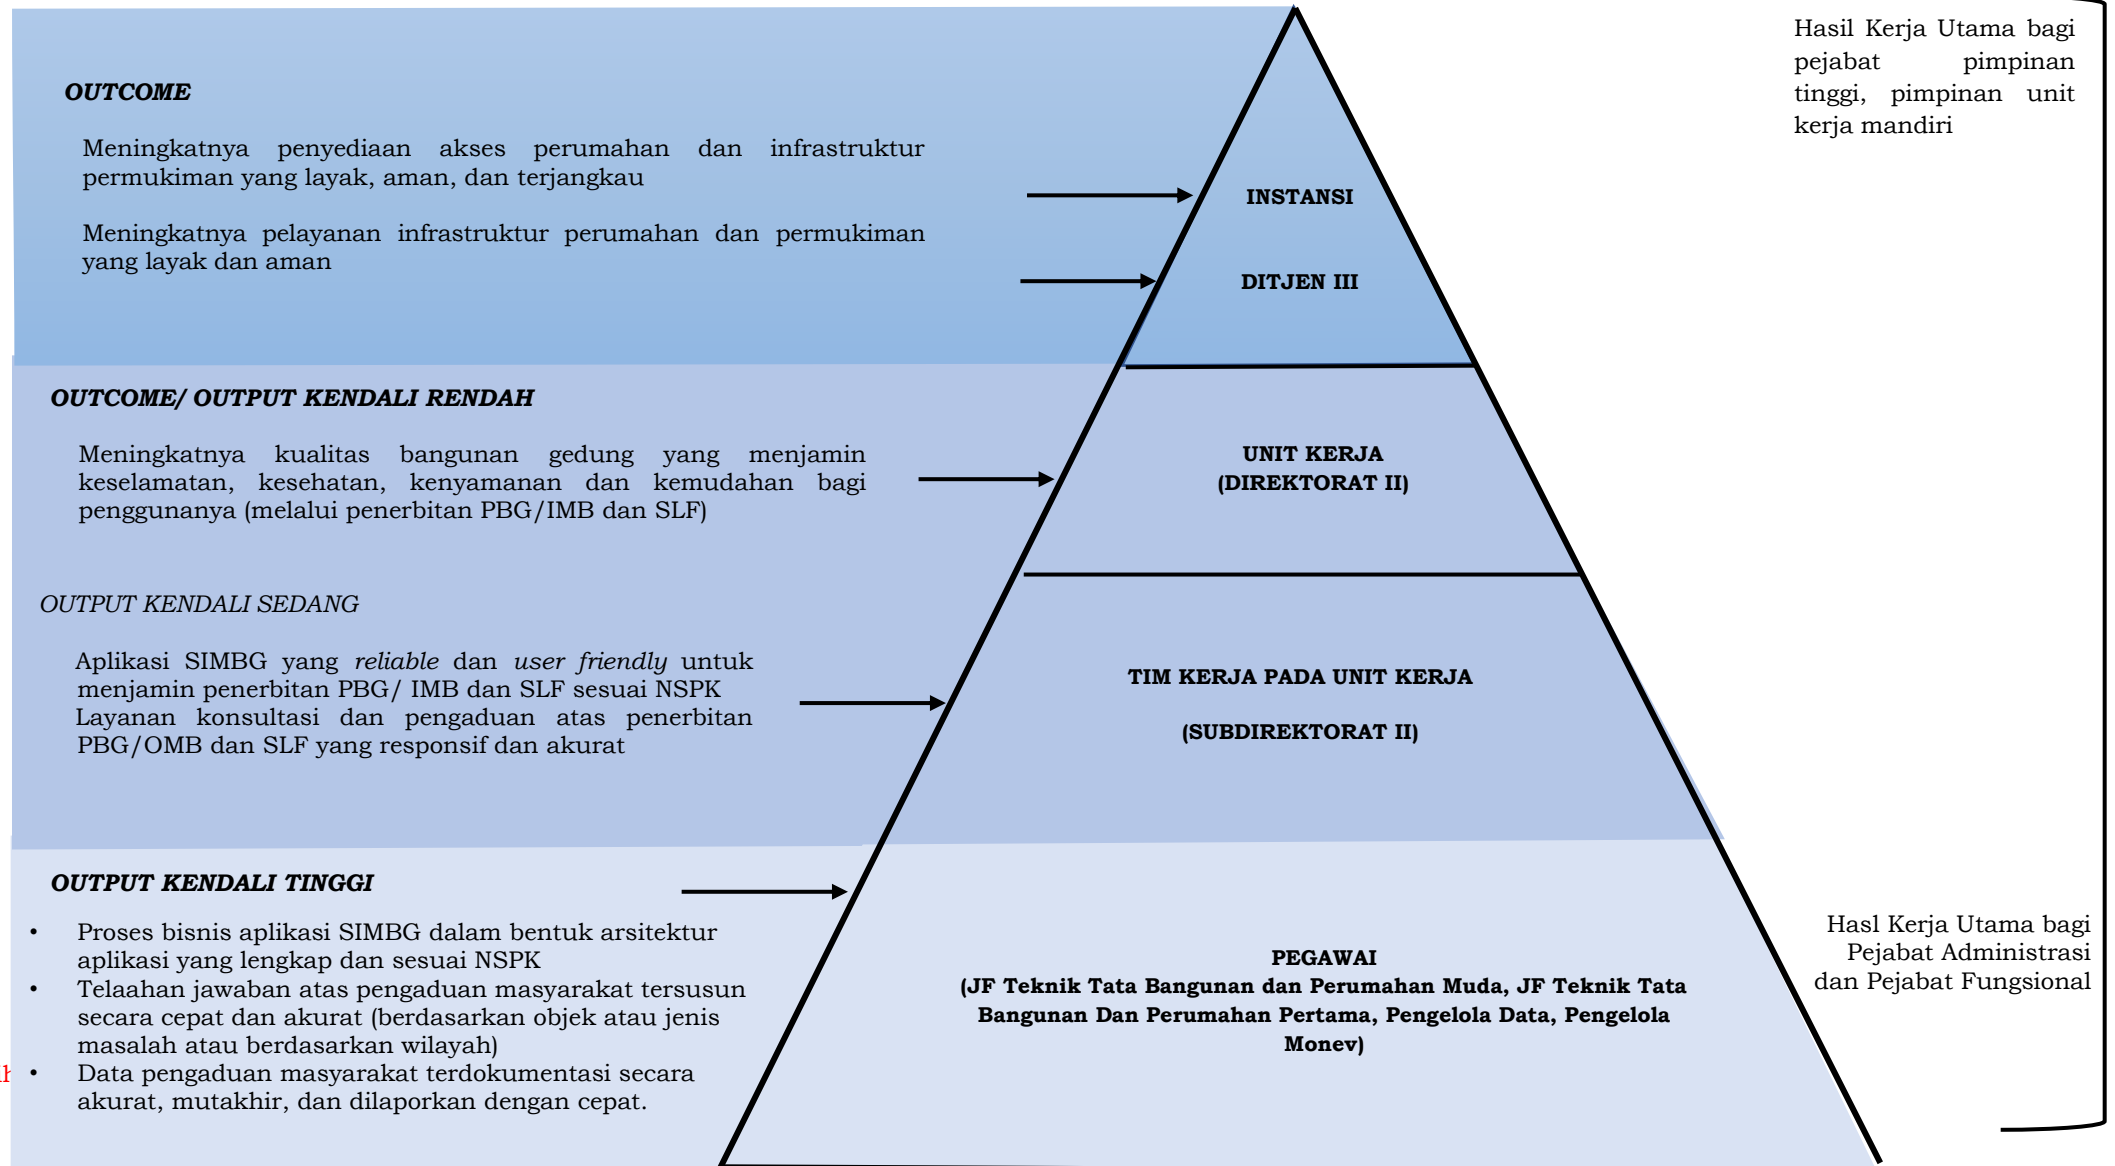 OUTCOME
Meningkatnya penyediaan akses perumahan dan infrastruktur
permukiman yang layak, aman, dan terjangkau
Meningkatnya pelayanan infrastruktur perumahan dan permukiman
yang layak dan aman
INSTANSI
DITJEN III
Hasil Kerja Utama bagi
pejabat pimpinan
tinggi, pimpinan unit
kerja mandiri
OUTCOME/ OUTPUT KENDALI RENDAH
Meningkatnya kualitas bangunan gedung yang menjamin
keselamatan, kesehatan, kenyamanan dan kemudahan bagi
penggunanya (melalui penerbitan PBG/IMB dan SLF)
UNIT KERJA
(DIREKTORAT II)
OUTPUT KENDALI SEDANG
Aplikasi SIMBG yang reliable dan user friendly untuk
menjamin penerbitan PBG/ IMB dan SLF sesuai NSPK
Layanan konsultasi dan pengaduan atas penerbitan
PBG/OMB dan SLF yang responsif dan akurat
TIM KERJA PADA UNIT KERJA
(SUBDIREKTORAT II)
OUTPUT KENDALI TINGGI
• Proses bisnis aplikasi SIMBG dalam bentuk arsitektur
aplikasi yang lengkap dan sesuai NSPK
• Telaahan jawaban atas pengaduan masyarakat tersusun
secara cepat dan akurat (berdasarkan objek atau jenis
masalah atau berdasarkan wilayah)
• Data pengaduan masyarakat terdokumentasi secara
akurat, mutakhir, dan dilaporkan dengan cepat.
PEGAWAI
(JF Teknik Tata Bangunan dan Perumahan Muda, JF Teknik Tata
Bangunan Dan Perumahan Pertama, Pengelola Data, Pengelola
Monev)
Hasl Kerja Utama bagi
Pejabat Administrasi
dan Pejabat Fungsional